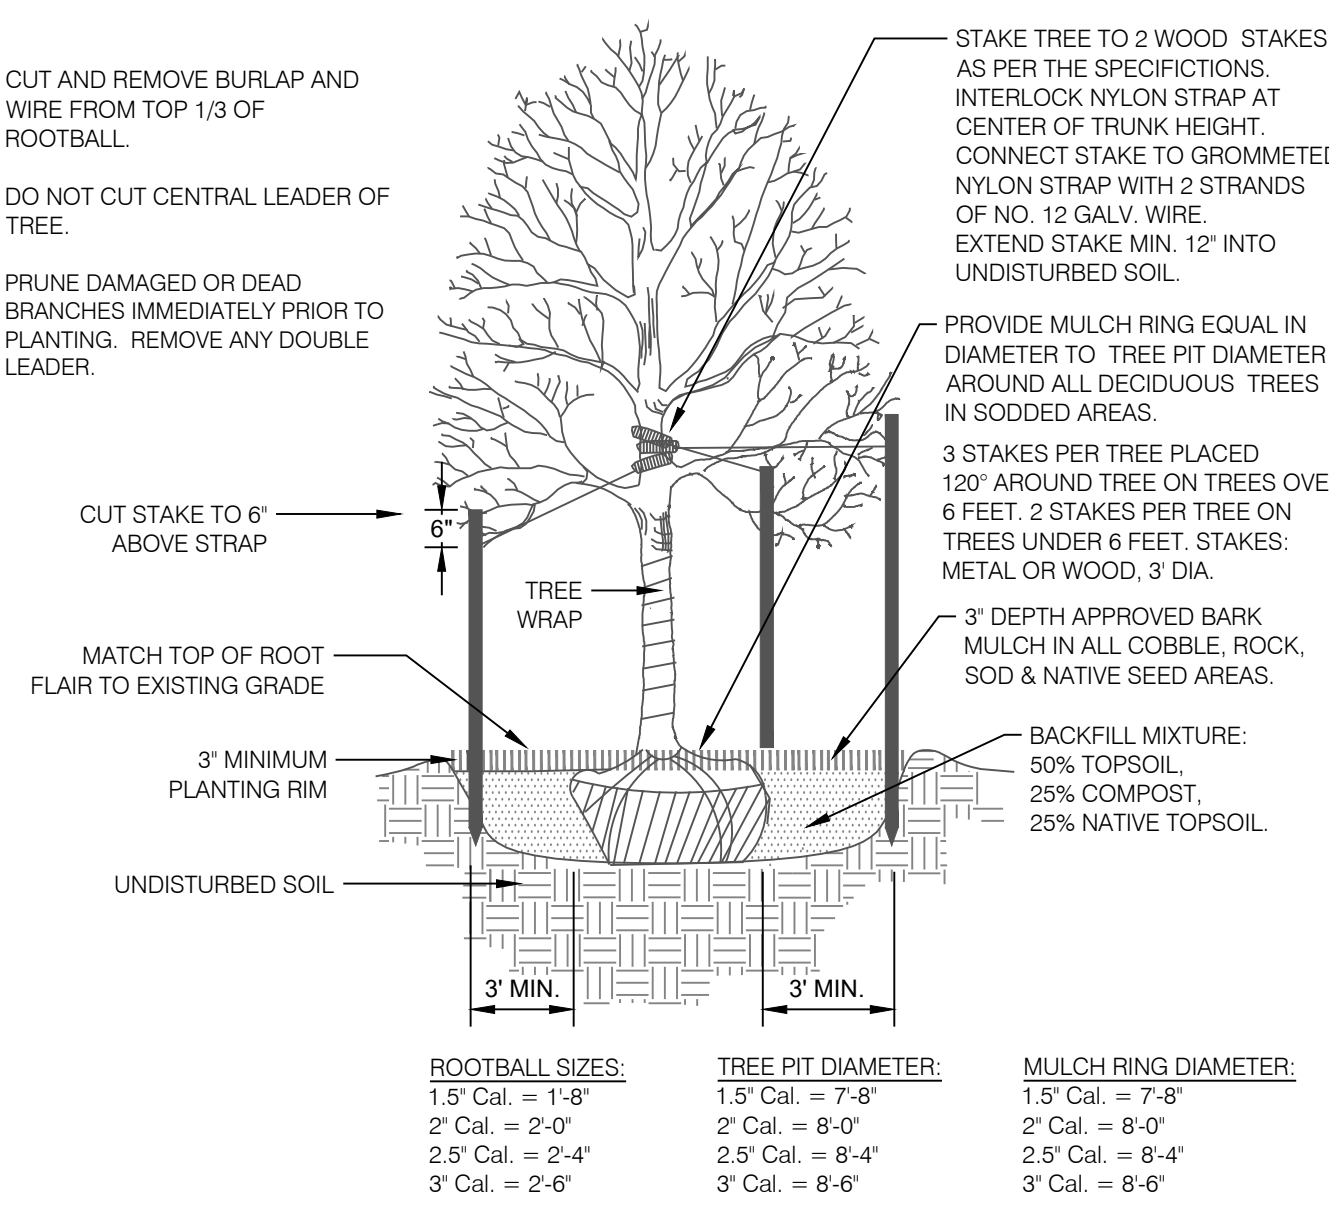 CUT AND REMOVE BURLAP AND
WIRE FROM TOP 1/3 OF
ROOTBALL.
DO NOT CUT CENTRAL LEADER OF
TREE.
PRUNE DAMAGED OR DEAD
BRANCHES IMMEDIATELY PRIOR TO
PLANTING. REMOVE ANY DOUBLE
LEADER.
CUT STAKE TO 6"
ABOVE STRAP
6"
TREE
WRAP
MATCH TOP OF ROOT
FLAIR TO EXISTING GRADE
3" MINIMUM
PLANTING RIM
UNDISTURBED SOIL
STAKE TREE TO 2 WOOD STAKES
AS PER THE SPECIFICTIONS.
INTERLOCK NYLON STRAP AT
CENTER OF TRUNK HEIGHT.
CONNECT STAKE TO GROMMETED
NYLON STRAP WITH 2 STRANDS
OF NO. 12 GALV. WIRE.
EXTEND STAKE MIN. 12" INTO
UNDISTURBED SOIL.
PROVIDE MULCH RING EQUAL IN
DIAMETER TO TREE PIT DIAMETER
AROUND ALL DECIDUOUS TREES
IN SODDED AREAS.
3 STAKES PER TREE PLACED
120° AROUND TREE ON TREES OVE
6 FEET. 2 STAKES PER TREE ON
TREES UNDER 6 FEET. STAKES:
METAL OR WOOD, 3' DIA.
3" DEPTH APPROVED BARK
MULCH IN ALL COBBLE, ROCK,
SOD & NATIVE SEED AREAS.
BACKFILL MIXTURE:
50% TOPSOIL,
25% COMPOST,
25% NATIVE TOPSOIL.
3' MIN.
3' MIN.
ROOTBALL SIZES:
1.5" Cal. = 1'-8"
2" Cal. = 2'-0"
2.5" Cal. = 2'-4"
3" Cal. = 2'-6"
TREE PIT DIAMETER:
1.5" Cal. = 7'-8"
2" Cal. = 8'-0"
2.5" Cal. = 8'-4"
3" Cal. = 8'-6"
MULCH RING DIAMETER:
1.5" Cal. = 7'-8"
2" Cal. = 8'-0"
2.5" Cal. = 8'-4"
3" Cal. = 8'-6"